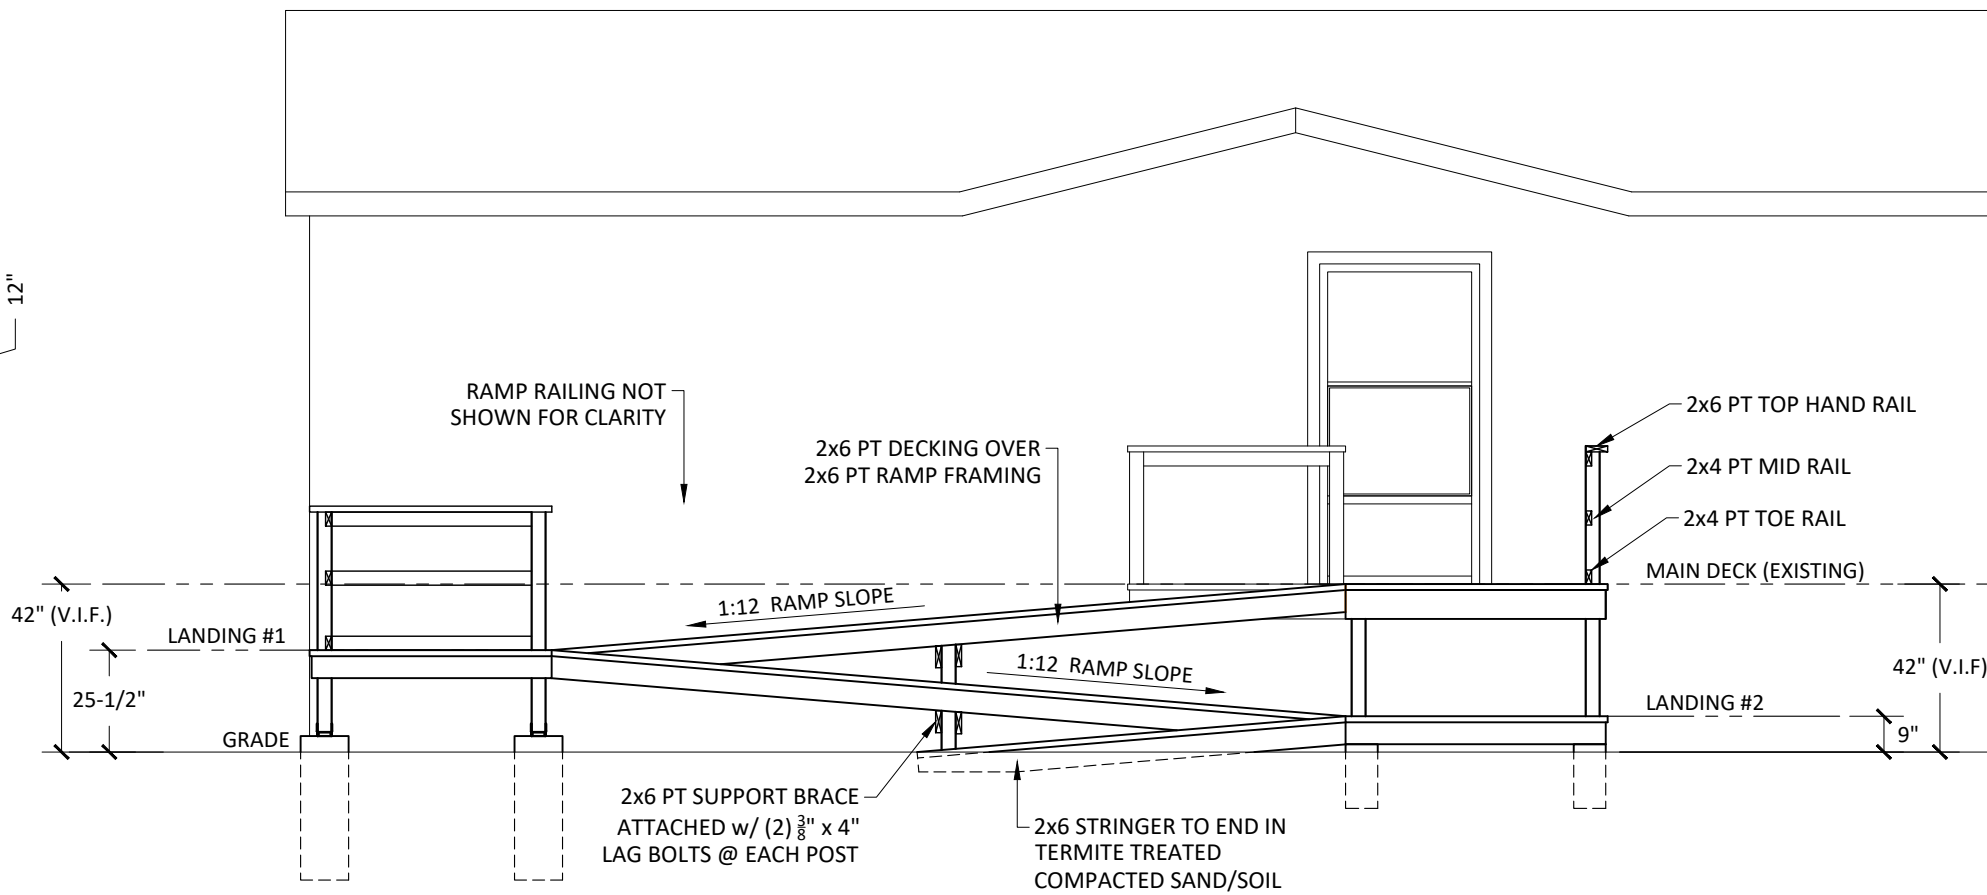 12"
RAMP RAILING NOT
SHOWN FOR CLARITY
2x6 PT DECKING OVER
2x6 PT RAMP FRAMING
2x6 PT TOP HAND RAIL
2x4 PT MID RAIL
2x4 PT TOE RAIL
MAIN DECK (EXISTING)
1:12 RAMP SLOPE
42" (V.I.F.)
LANDING #1
25-1/2"
GRADE
1:12 RAMP SLOPE
42" (V.I.F)
LANDING #2
9"
2x6 PT SUPPORT BRACE
ATTACHED w/ (2) 3/8" x 4"
LAG BOLTS @ EACH POST
2x6 STRINGER TO END IN
TERMITE TREATED
COMPACTED SAND/SOIL